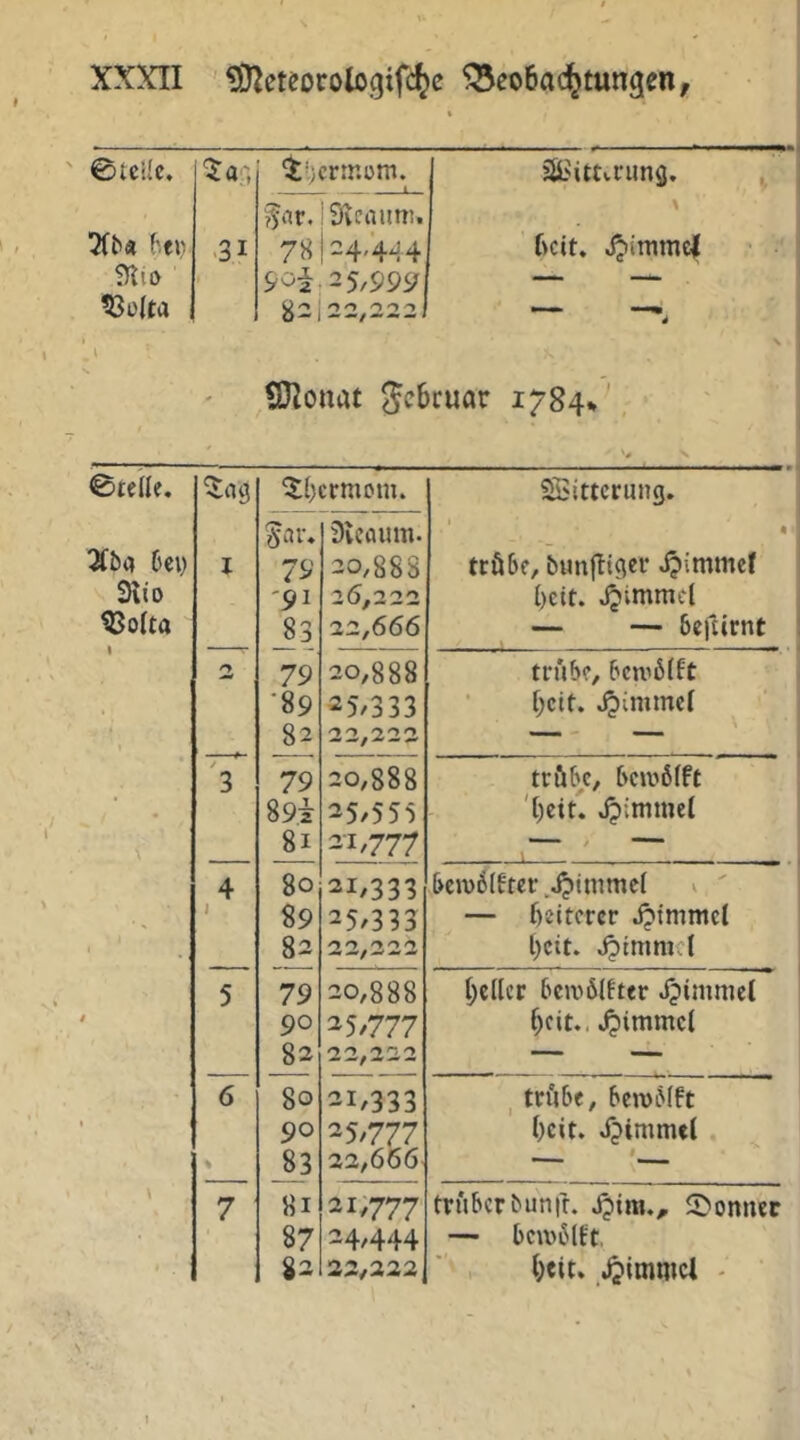 XXXII Meteorologische Beobachtungen,
Stelle. Tag, Thermom. Witterung.
Far. Reaum.
Aba bey 31 78 24,444 heit. Himmel
Rio 90½ 25,999 — —
Volta 82 22,222 — —
Monat Februar 1784.
Stelle. Tag Thermom. Witterung.
Far. Reaum.
Aba bey 1 79 20,888 trübe, dunstiger Himmel
Rio 91 26,222 heit. Himmel
Volta 83 22,666 — — bestirnt
2 79 20,888 trübe, bewölkt
89 25,333 heit. Himmel
82 22,222 — —
3 79 20,888 trübe, bewölkt
89½ 25,555 heit. Himmel
81 21,777 — —
4 80 21,333 bewölkter Himmel
89 25,333 — heiterer Himmel
82 22,222 heit. Himmel
5 79 20,888 heller bewölkter Himmel
90 25,777 heit. Himmel
82 22,222 — —
6 80 21,333 trübe, bewölkt
90 25,777 heit. Himmel
83 22,666 — —
7 81 21,777 trüber dunst. Him., Donner
87 24,444 — bewölkt
82 22,222 heit. Himmel